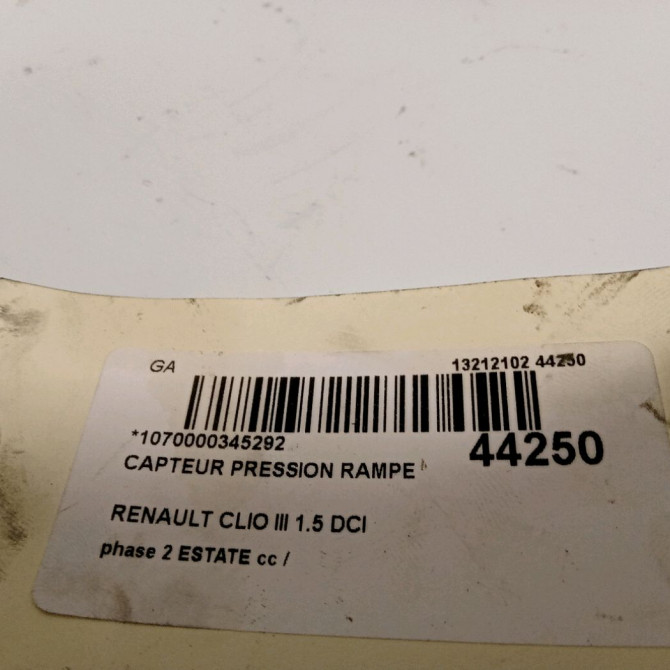 GA 13212102 44250
*1070000345292 44250
CAPTEUR PRESSION RAMPE
RENAULT CLIO III 1.5 DCI
phase 2 ESTATE cc /